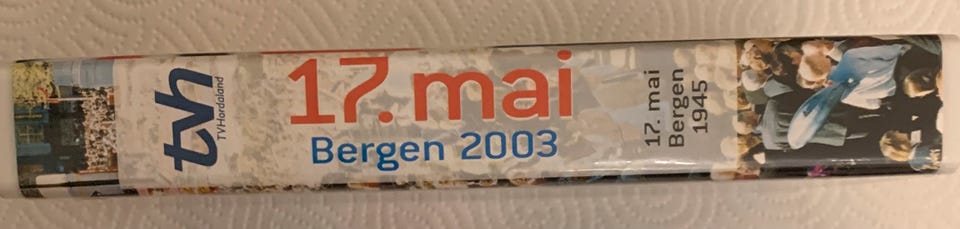 tvh
TVHordaland
17. mai
Bergen 2003
17. mai
Bergen
1945